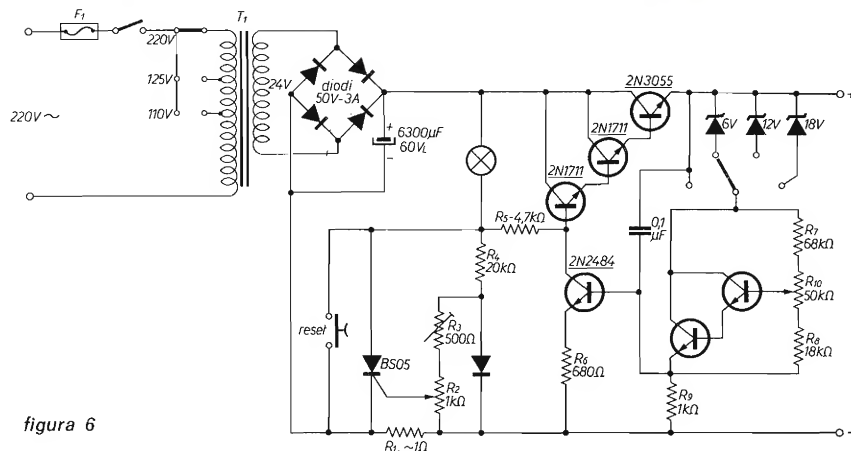 F1
T1
220V
24V
125V
110V
220V ~
diodi
50V-3A
+
6300µF
60VL
-
2N3055
2N1711
2N1711
+
6V
12V
18V
R5-4,7kΩ
0,1
µF
2N2484
R4
20kΩ
R7
68kΩ
R10
50kΩ
R8
18kΩ
reset
R3
500Ω
BS05
R2
1kΩ
R6
680Ω
R9
1kΩ
R1, ~1Ω
-
figura 6